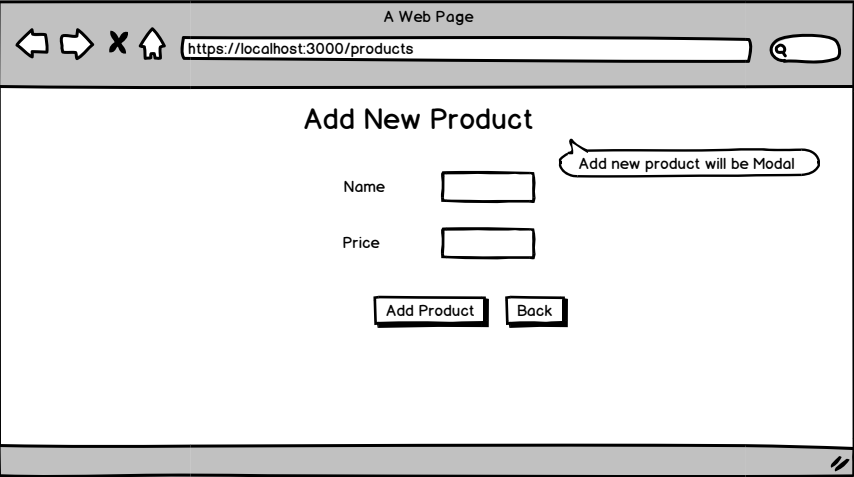 A Web Page
https://localhost:3000/products
Add New Product
Add new product will be Modal
Name
Price
Add Product
Back